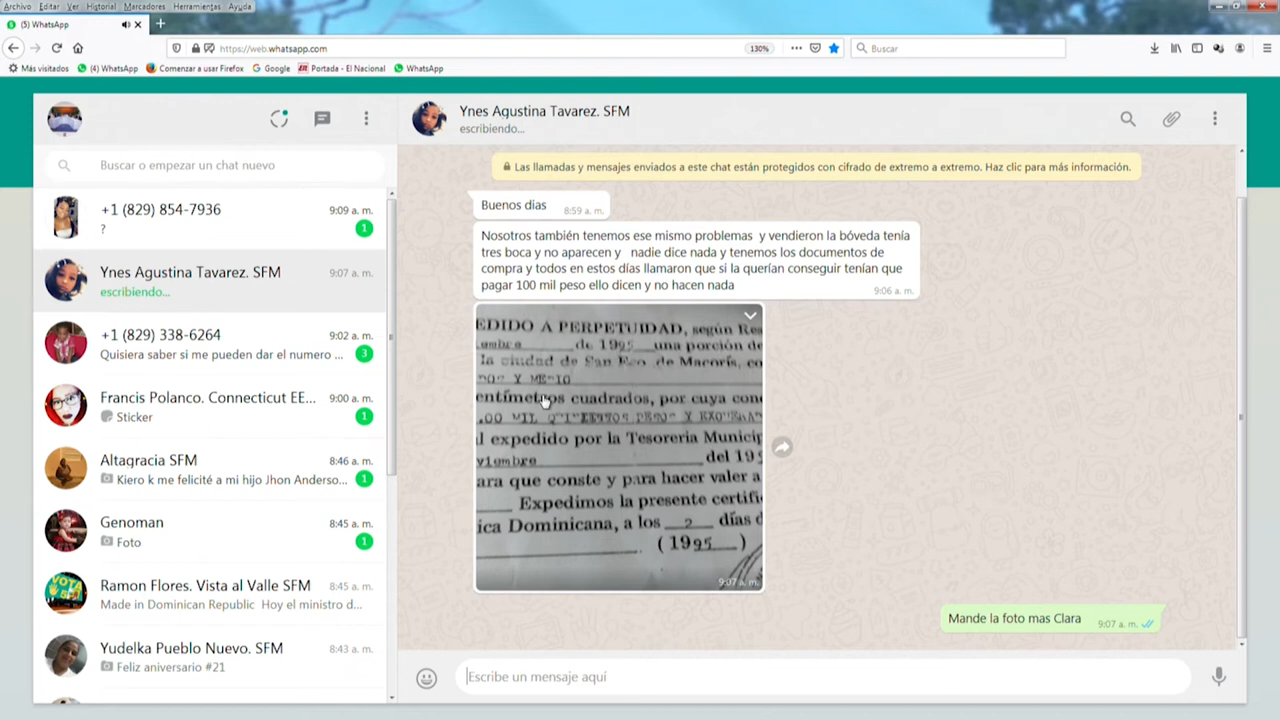 Archivo Editar Ver Historial Marcadores Herramientas Ayuda
(5) WhatsApp
https://web.whatsapp.com
130%
Buscar
Más visitados (4) WhatsApp Comenzar a usar Firefox Google Portada - El Nacional WhatsApp
Buscar o empezar un chat nuevo
+1 (829) 854-7936 9:09 a. m.
? 1
Ynes Agustina Tavarez. SFM 9:07 a. m.
escribiendo...
+1 (829) 338-6264 9:02 a. m.
Quisiera saber si me pueden dar el numero ... 3
Francis Polanco. Connecticut EE... 9:00 a. m.
Sticker 1
Altagracia SFM 8:46 a. m.
Kiero k me felicité a mi hijo Jhon Anderso... 1
Genoman 8:45 a. m.
Foto 1
Ramon Flores. Vista al Valle SFM 8:45 a. m.
Made in Dominican Republic Hoy el ministro d...
Yudelka Pueblo Nuevo. SFM 8:43 a. m.
Feliz aniversario #21
Ynes Agustina Tavarez. SFM
escribiendo...
Las llamadas y mensajes enviados a este chat están protegidos con cifrado de extremo a extremo. Haz clic para más información.
Buenos dias 8:59 a. m.
Nosotros también tenemos ese mismo problemas y vendieron la bóveda tenía
tres boca y no aparecen y nadie dice nada y tenemos los documentos de
compra y todos en estos días llamaron que si la querían conseguir tenían que
pagar 100 mil peso ello dicen y no hacen nada
9:06 a. m.
EDIDO A PERPETUIDAD, según Res
de 1995 una porción de
la ciudad de San Fco. de Macorís, co
Y MEDIO
entímetros cuadrados, por cuya con
MIL PESOS Y
l expedido por la Tesoreria Municip
viembre del 199
ara que conste y para hacer valer a
Expedimos la presente certifi
ica Dominicana, a los 2 días d
(1995)
9:07 a. m.
Mande la foto mas Clara 9:07 a. m.
Escribe un mensaje aquí